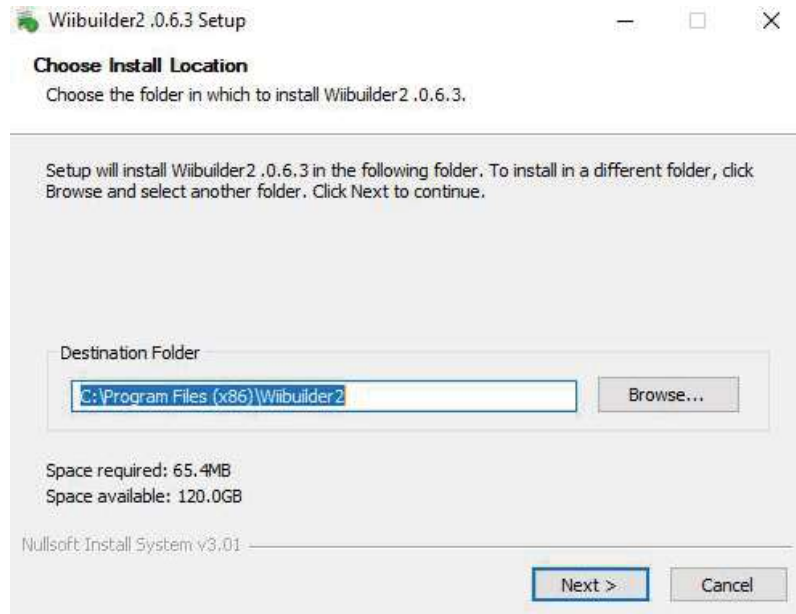 Wiibuilder2 .0.6.3 Setup
Choose Install Location
Choose the folder in which to install Wiibuilder2 .0.6.3.
Setup will install Wiibuilder2 .0.6.3 in the following folder. To install in a different folder, click
Browse and select another folder. Click Next to continue.
Destination Folder
C:\Program Files (x86)\Wiibuilder2
Browse...
Space required: 65.4MB
Space available: 120.0GB
Nullsoft Install System v3.01
Next >
Cancel